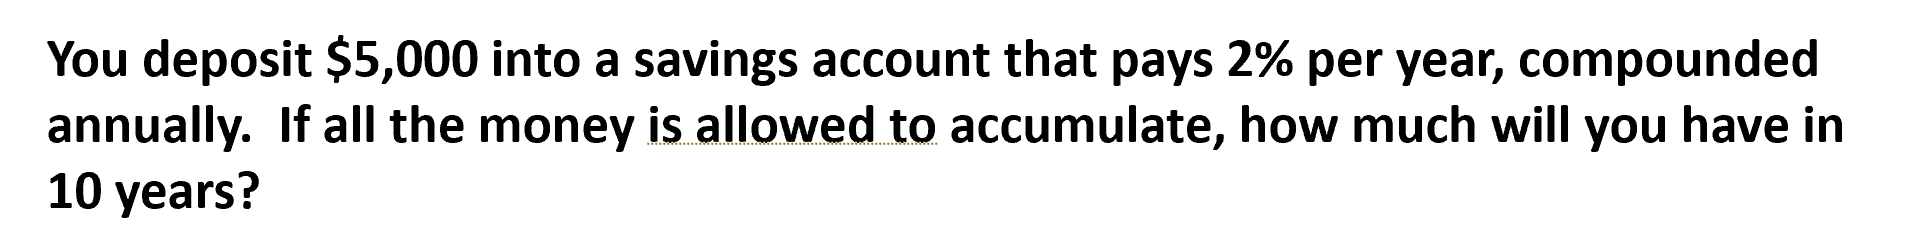 You deposit $5,000 into a savings account that pays 2% per year, compounded
annually.  If all the money is allowed to accumulate, how much will you have in
10 years?